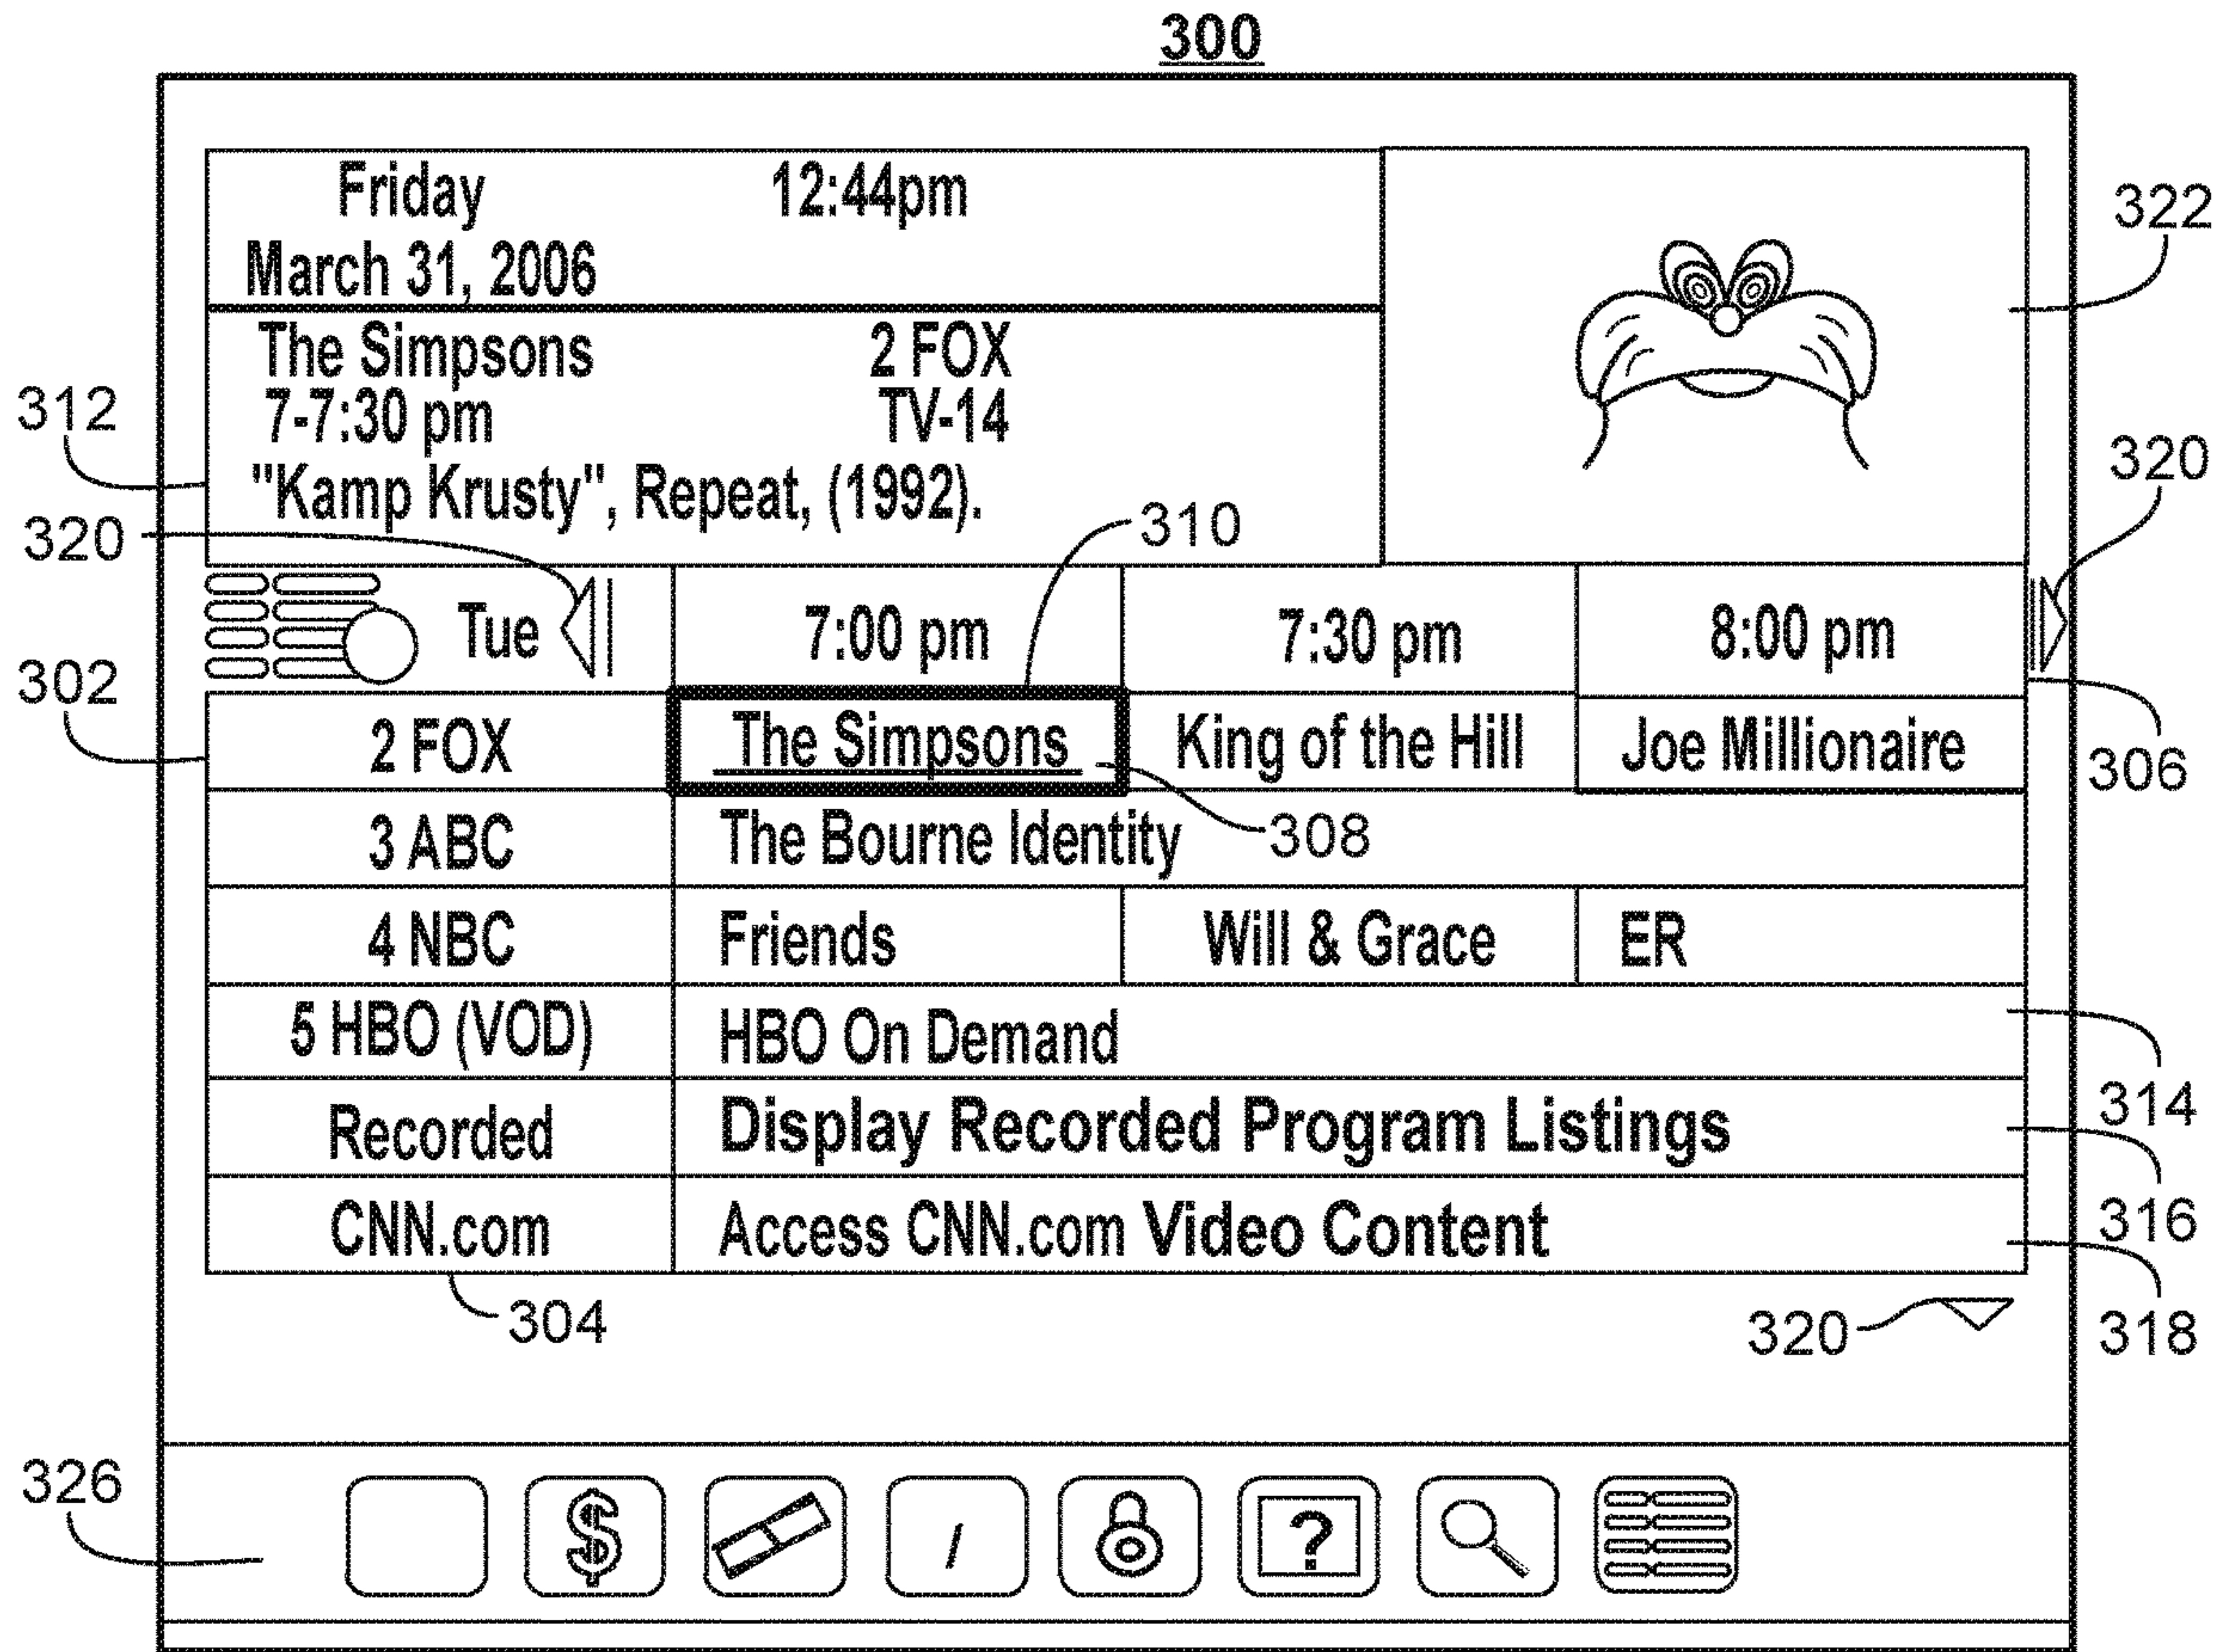 300
Friday 12:44pm
March 31, 2006
322
The Simpsons 2 FOX
312 7-7:30 pm TV-14
320
"Kamp Krusty", Repeat, (1992).
310
320
Tue 7:00 pm 7:30 pm 8:00 pm
302
2 FOX The Simpsons King of the Hill Joe Millionaire
306
3 ABC The Bourne Identity 308
4 NBC Friends Will & Grace ER
5 HBO (VOD) HBO On Demand
314
Recorded Display Recorded Program Listings
316
CNN.com Access CNN.com Video Content
304
320
318
326
$ / ?